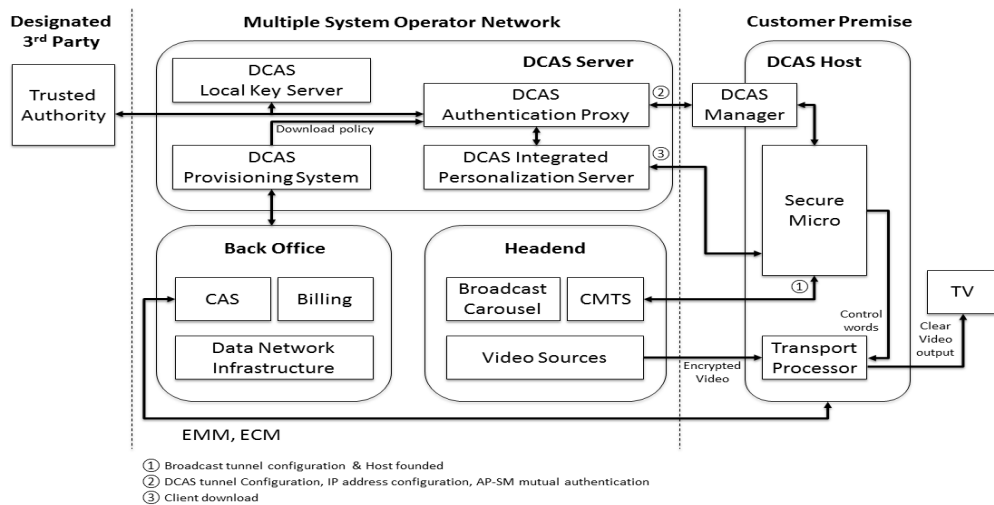 Designated
3rd Party
Multiple System Operator Network
Customer Premise
DCAS Server
DCAS Host
Trusted
Authority
DCAS
Local Key Server
DCAS
Authentication Proxy
②
DCAS
Manager
Download policy
DCAS
Provisioning System
DCAS Integrated
Personalization Server
③
Secure
Micro
Back Office
Headend
CAS
Billing
Broadcast
Carousel
CMTS
①
TV
Data Network
Infrastructure
Video Sources
Encrypted
Video
Control
words
Transport
Processor
Clear
Video
output
EMM, ECM
① Broadcast tunnel configuration & Host founded
② DCAS tunnel Configuration, IP address configuration, AP-SM mutual authentication
③ Client download